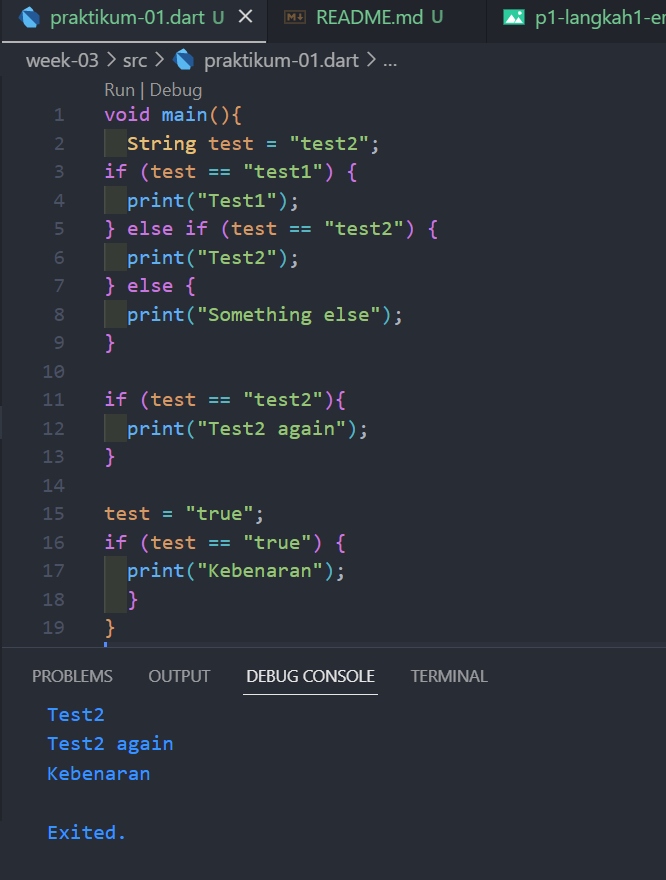 praktikum-01.dart U × README.md U p1-langkah1-er
week-03 > src > praktikum-01.dart > ...
Run | Debug
1 void main(){
2   String test = "test2";
3 if (test == "test1") {
4   print("Test1");
5 } else if (test == "test2") {
6   print("Test2");
7 } else {
8   print("Something else");
9 }
10
11 if (test == "test2"){
12   print("Test2 again");
13 }
14
15 test = "true";
16 if (test == "true") {
17   print("Kebenaran");
18   }
19 }
PROBLEMS OUTPUT DEBUG CONSOLE TERMINAL
Test2
Test2 again
Kebenaran
Exited.